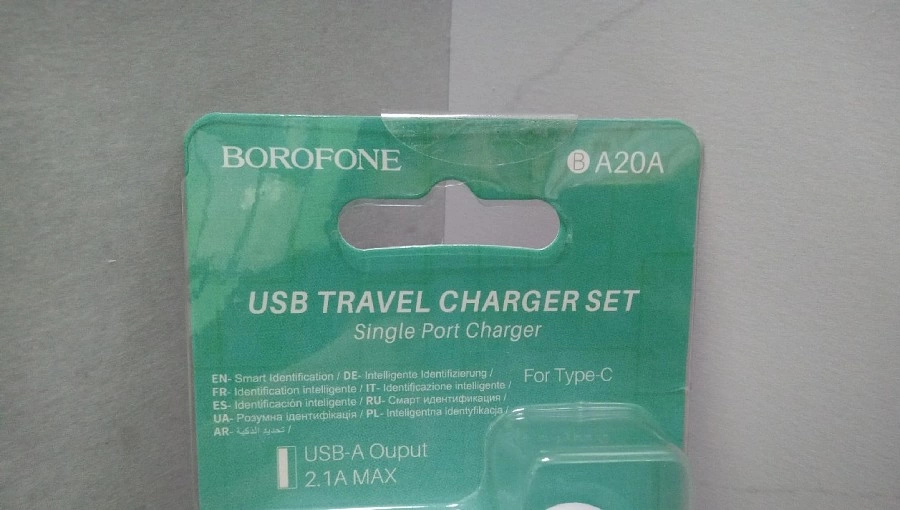 BOROFONE
B A20A
USB TRAVEL CHARGER SET
Single Port Charger
For Type-C
EN- Smart Identification / DE- Intelligente Identifizierung /
FR- Identification intelligente / IT- Identificazione intelligente /
ES- Identificación inteligente / RU- Смарт идентификация /
UA- Розумна ідентифікація / PL- Inteligentna identyfikacja /
AR- تحديد الذكية /
USB-A Ouput
2.1A MAX